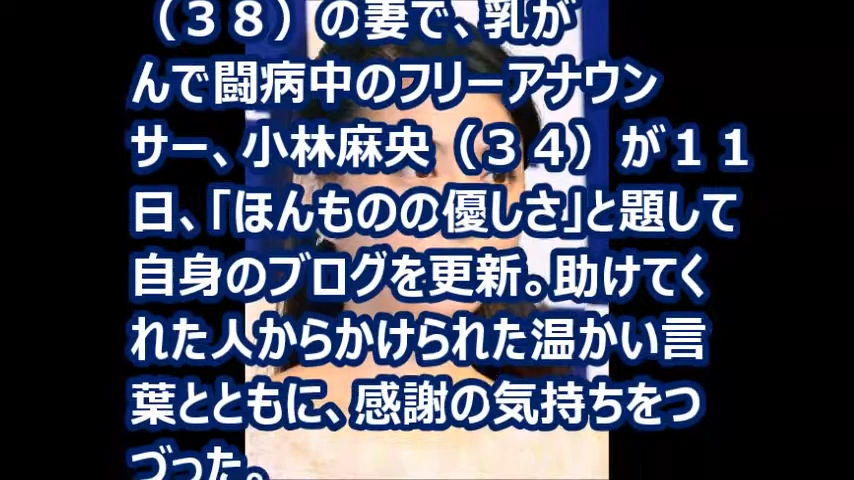 （３８）の妻で、乳が
んで闘病中のフリーアナウン
サー、小林麻央（３４）が１１
日、「ほんものの優しさ」と題して
自身のブログを更新。助けてく
れた人からかけられた温かい言
葉とともに、感謝の気持ちをつ
づった。